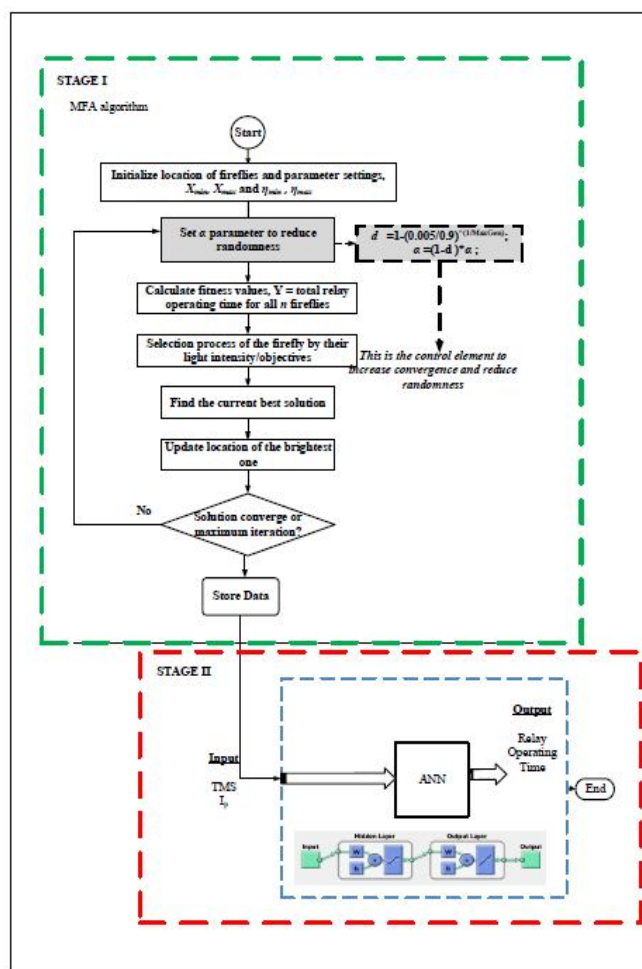 STAGE I
MFA algorithm
Start
Initialize location of fireflies and parameter settings,
Xmin, Xmax and ηmin , ηmax
Set α parameter to reduce
randomness
d =1-(0.005/0.9)^(1/MaxGen);
α =(1-d )*α ;
Calculate fitness values, Y = total relay
operating time for all n fireflies
Selection process of the firefly by their
light intensity/objectives
This is the control element to
increase convergence and reduce
randomness
Find the current best solution
Update location of the brightest
one
No
Solution converge or
maximum iteration?
Store Data
STAGE II
Output
Relay
Operating
Time
Input
TMS
Ip
ANN
End
Hidden Layer
Output Layer
Input
Output
W
b
+
W
b
+